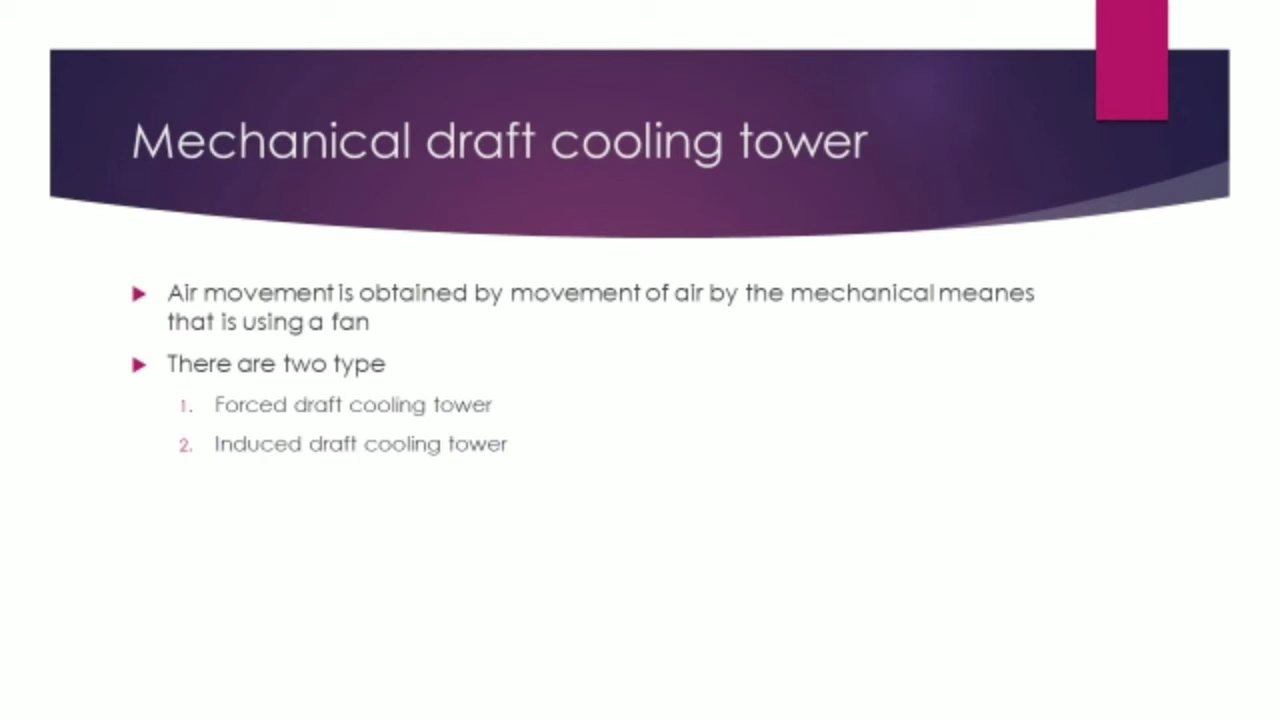 Mechanical draft cooling tower
Air movement is obtained by movement of air by the mechanical meanes
that is using a fan
There are two type
1. Forced draft cooling tower
2. Induced draft cooling tower